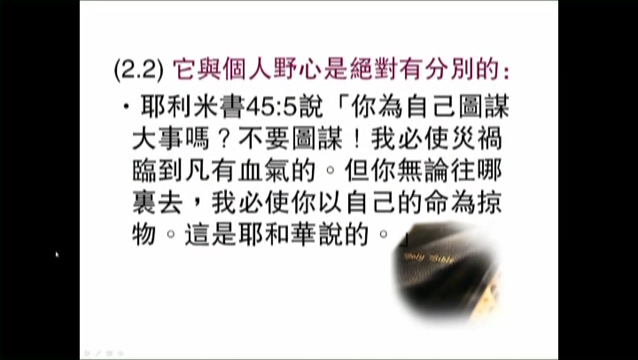 (2.2) 它與個人野心是絕對有分別的：
• 耶利米書45:5說「你為自己圖謀
大事嗎？不要圖謀！我必使災禍
臨到凡有血氣的。但你無論往哪
裏去，我必使你以自己的命為掠
物。這是耶和華說的。」
Holy Bible